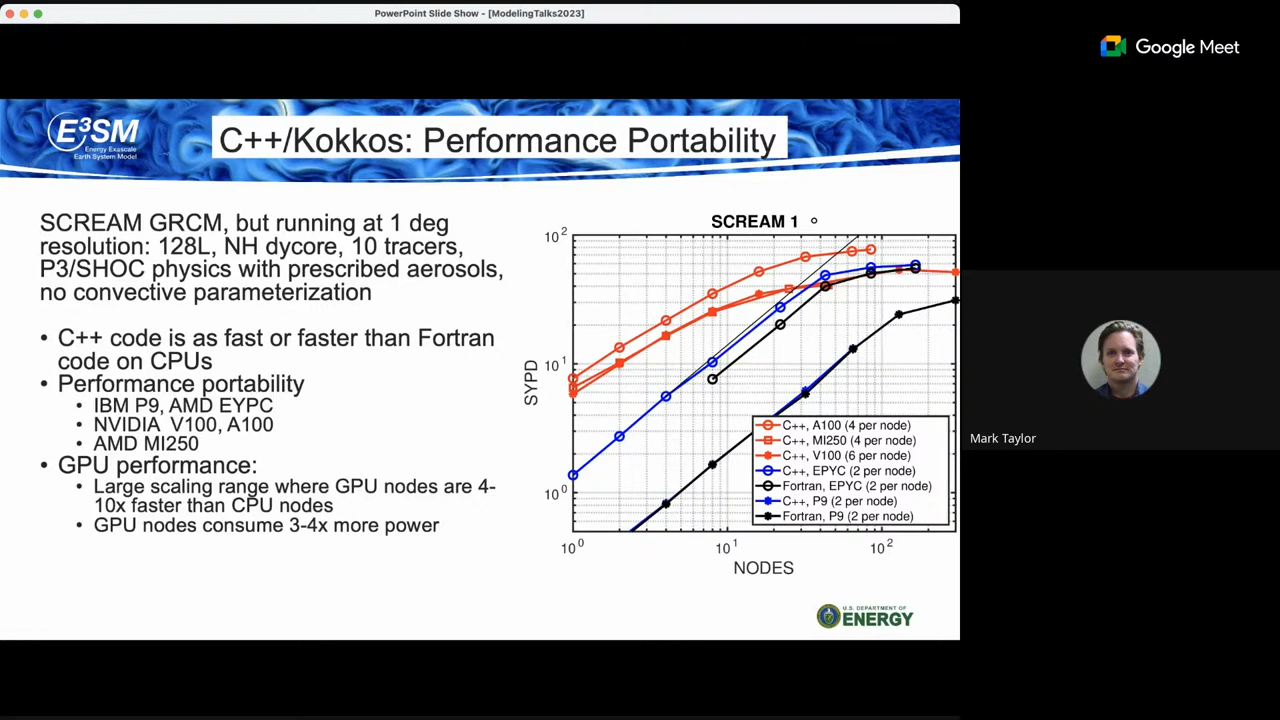 PowerPoint Slide Show - [ModelingTalks2023]
Google Meet
E³SM
Energy Exascale
Earth System Model
C++/Kokkos: Performance Portability
SCREAM GRCM, but running at 1 deg
resolution: 128L, NH dycore, 10 tracers,
P3/SHOC physics with prescribed aerosols,
no convective parameterization
• C++ code is as fast or faster than Fortran
code on CPUs
• Performance portability
• IBM P9, AMD EYPC
• NVIDIA V100, A100
• AMD MI250
• GPU performance:
• Large scaling range where GPU nodes are 4-
10x faster than CPU nodes
• GPU nodes consume 3-4x more power
SCREAM 1 °
10²
10¹
10⁰
SYPD
C++, A100 (4 per node)
C++, MI250 (4 per node)
C++, V100 (6 per node)
C++, EPYC (2 per node)
Fortran, EPYC (2 per node)
C++, P9 (2 per node)
Fortran, P9 (2 per node)
10⁰ 10¹ 10²
NODES
U.S. DEPARTMENT OF
ENERGY
Mark Taylor